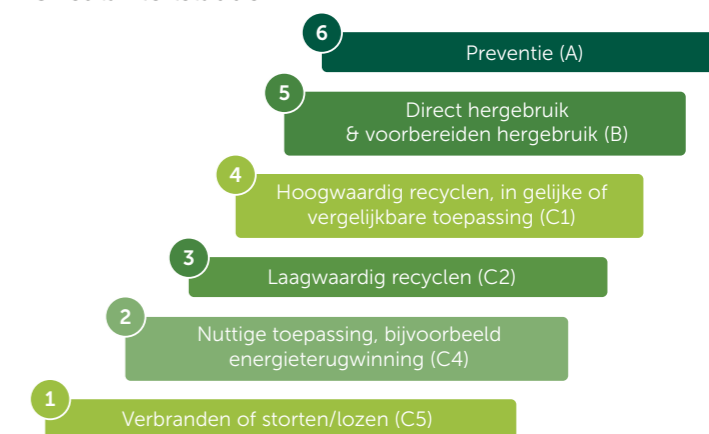 6
Preventie (A)
5
Direct hergebruik
& voorbereiden hergebruik (B)
4
Hoogwaardig recyclen, in gelijke of
vergelijkbare toepassing (C1)
3
Laagwaardig recyclen (C2)
2
Nuttige toepassing, bijvoorbeeld
energieterugwinning (C4)
1
Verbranden of storten/lozen (C5)